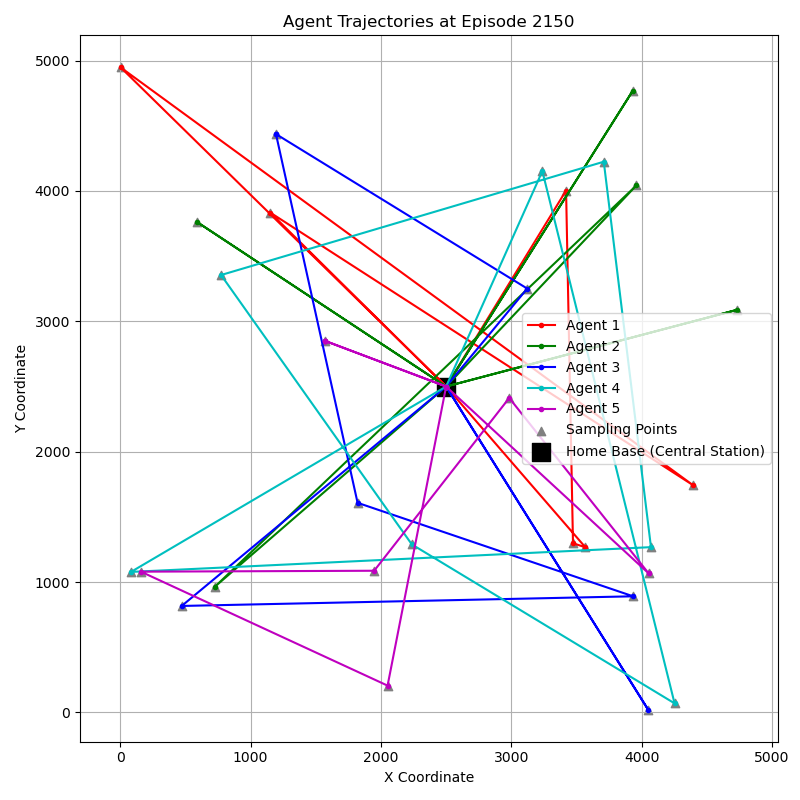 Agent Trajectories at Episode 2150
Y Coordinate
5000
4000
3000
2000
1000
0
Agent 1
Agent 2
Agent 3
Agent 4
Agent 5
Sampling Points
Home Base (Central Station)
0 1000 2000 3000 4000 5000
X Coordinate